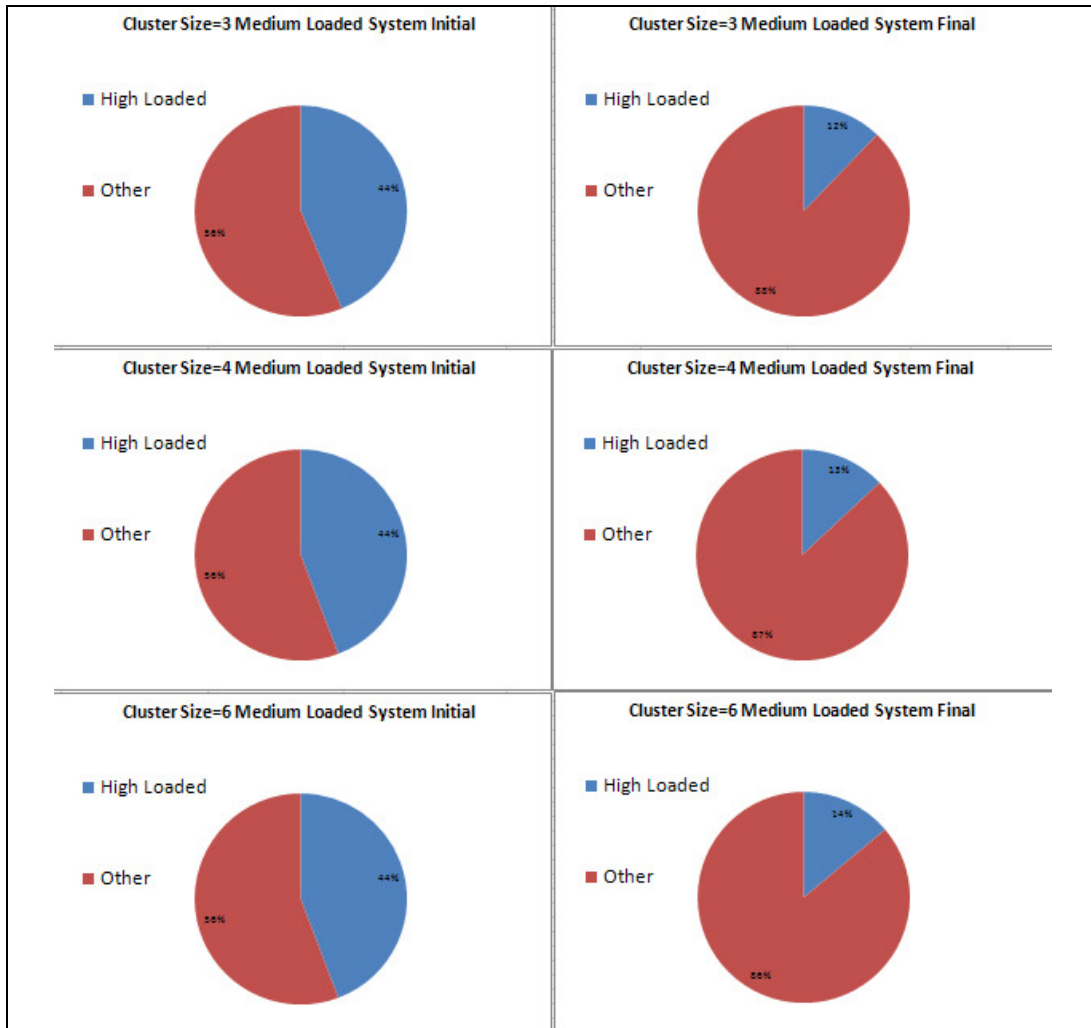 Cluster Size=3 Medium Loaded System Initial
High Loaded
Other
44%
56%
Cluster Size=3 Medium Loaded System Final
High Loaded
Other
12%
88%
Cluster Size=4 Medium Loaded System Initial
High Loaded
Other
44%
56%
Cluster Size=4 Medium Loaded System Final
High Loaded
Other
13%
87%
Cluster Size=6 Medium Loaded System Initial
High Loaded
Other
44%
56%
Cluster Size=6 Medium Loaded System Final
High Loaded
Other
14%
86%